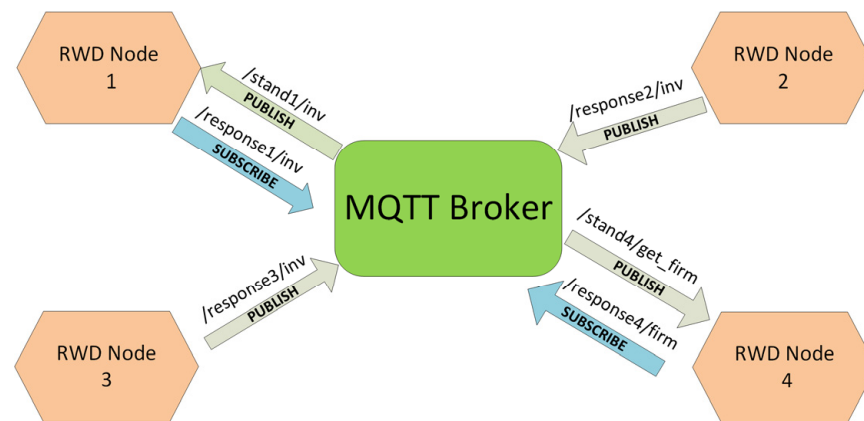 RWD Node
1
/stand1/inv
PUBLISH
/response1/inv
SUBSCRIBE
RWD Node
2
/response2/inv
PUBLISH
MQTT Broker
/stand4/get_firm
PUBLISH
/response4/firm
SUBSCRIBE
/response3/inv
PUBLISH
RWD Node
3
RWD Node
4